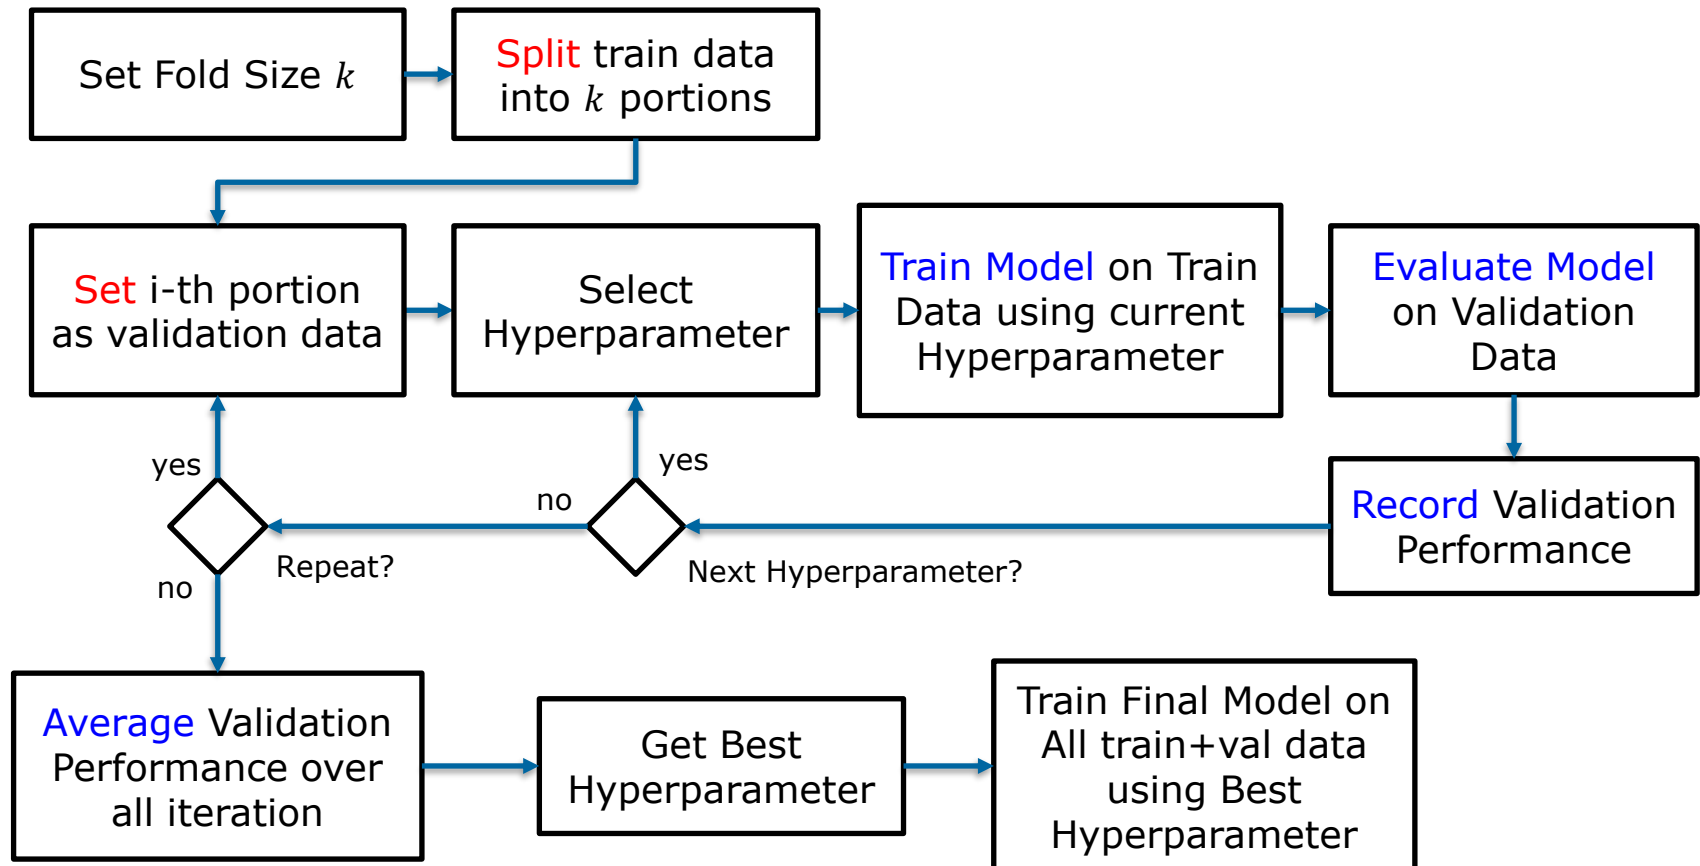 Set Fold Size k
Split train data
into k portions
Set i-th portion
as validation data
Select
Hyperparameter
Train Model on Train
Data using current
Hyperparameter
Evaluate Model
on Validation
Data
yes
yes
no
Repeat?
Next Hyperparameter?
Record Validation
Performance
no
Average Validation
Performance over
all iteration
Get Best
Hyperparameter
Train Final Model on
All train+val data
using Best
Hyperparameter